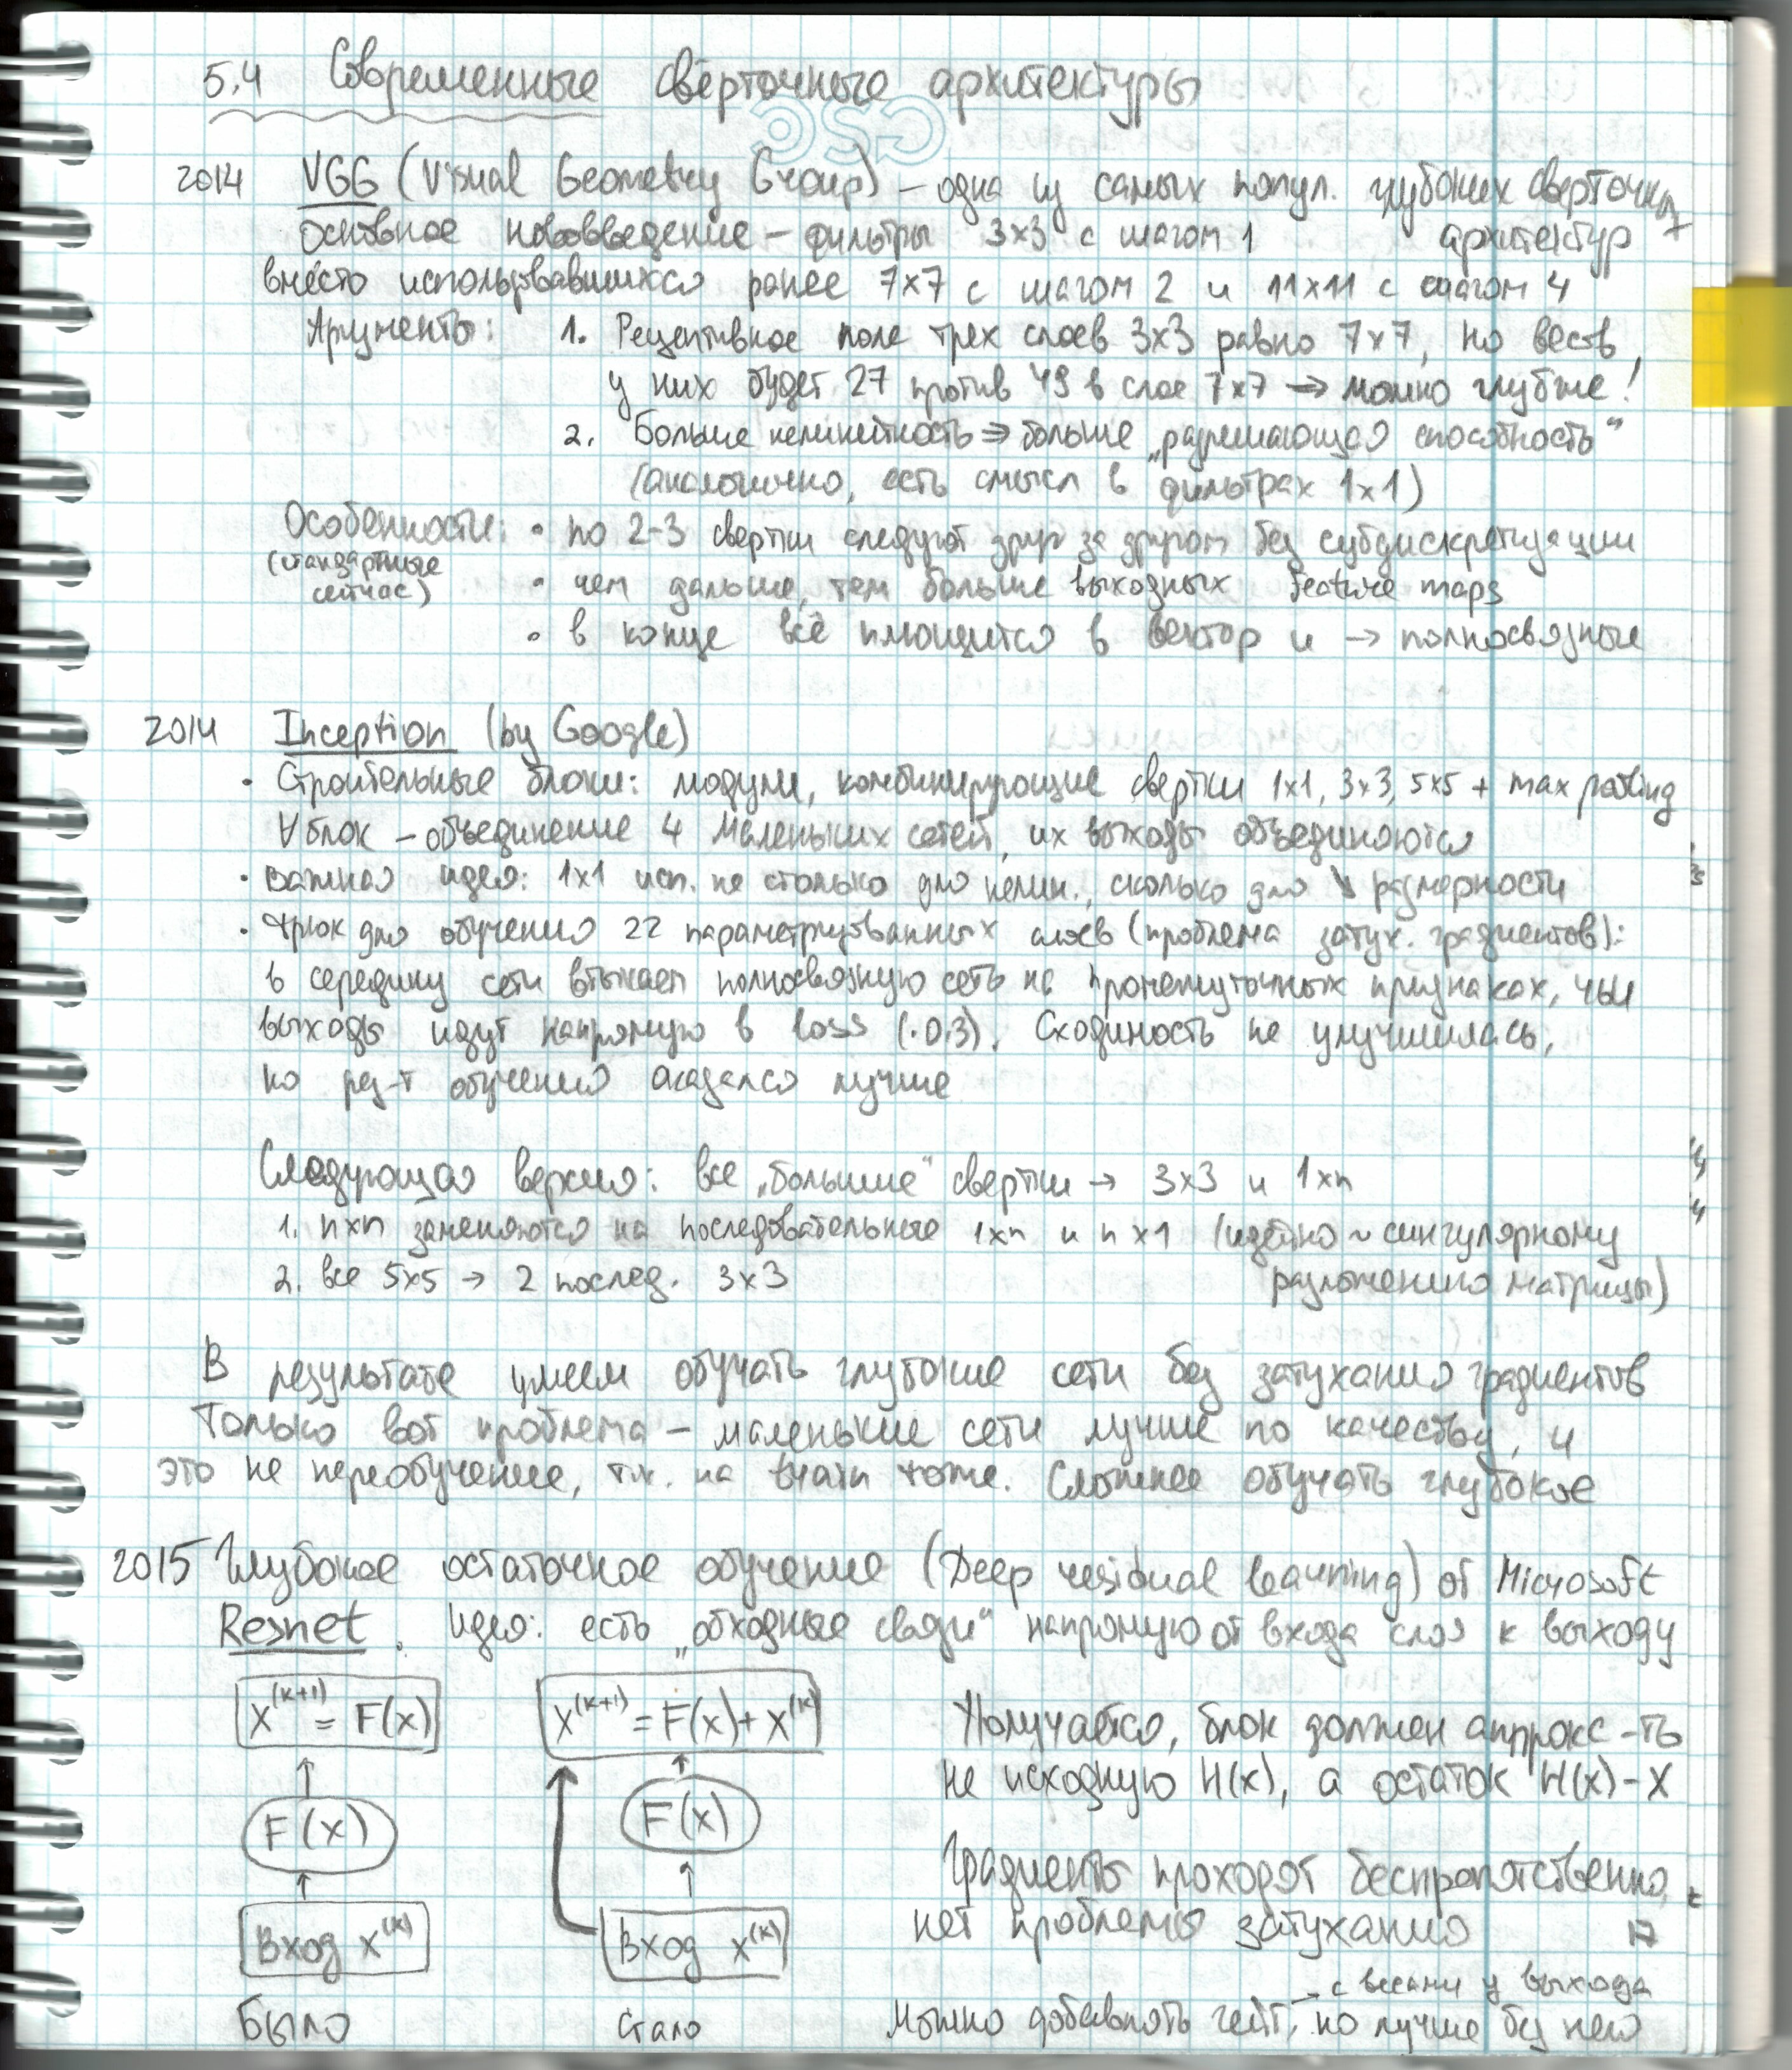 5.4 Современные свёрточные архитектуры
CSC
2014 VGG (Visual Geometry Group) – одна из самых попул. глубоких сверточных
Основное нововведение – фильтры 3x3 с шагом 1 архитектур
вместо использовавшихся ранее 7x7 с шагом 2 и 11x11 с шагом 4
Аргументы: 1. Рецептивное поле трех слоев 3x3 равно 7x7, но весов
у них будет 27 против 49 в слое 7x7 → можно глубже!
2. Больше нелинейность ⇒ больше „разрешающая способность“
(аналогично, есть смысл в фильтрах 1x1)
Особенности: • по 2-3 свертки следуют друг за другом без субдискретизации
(стандартные • чем дальше, тем больше выходных feature maps
сейчас)
• в конце всё плющится в вектор и → полносвязные
2014 Inception (by Google)
• Строительные блоки: модули, комбинирующие свертки 1x1, 3x3, 5x5 + max pooling
∀ блок – объединение 4 маленьких сетей, их выходы объединяются
• важная идея: 1x1 исп. не столько для нелин., сколько для ↘ размерности
• трюк для обучения 22 параметризованных слоев (проблема затух. градиентов):
в середину сети втыкаем полносвязную сеть на промежуточных признаках, чьи
выходы идут напрямую в loss (·0.3). Сходимость не улучшилась,
но рез-т обучения оказался лучше
Следующая версия: все „большие“ свертки → 3x3 и 1xn
1. nxn заменяются на последовательные 1xn и nx1 (идейно ~ сингулярному
2. все 5x5 → 2 послед. 3x3 разложению матрицы)
В результате умеем обучать глубокие сети без затухания градиентов
Только вот проблема – маленькие сети лучше по качеству, и
это не переобучение, т.к. на train тоже. Сложнее обучать глубокое
2015 Глубокое остаточное обучение (Deep residual learning) от Microsoft
Resnet. Идея: есть „обходные связи“ напрямую от входа слоя к выходу
x^(k+1) = F(x) x^(k+1) = F(x) + x^(k) Получается, блок должен аппрокс-ть
не исходную H(x), а остаток H(x)-x
F(x) F(x)
Градиенты проходят беспрепятственно,
Вход x^(k) Вход x^(k) нет проблемы затухания
→ с весами у выхода
Было Стало Можно добавлять гейт, но лучше без него